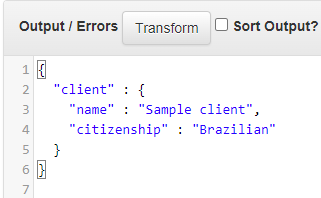 Output / Errors Transform Sort Output?
1 {
2   "client" : {
3     "name" : "Sample client",
4     "citizenship" : "Brazilian"
5   }
6 }
7